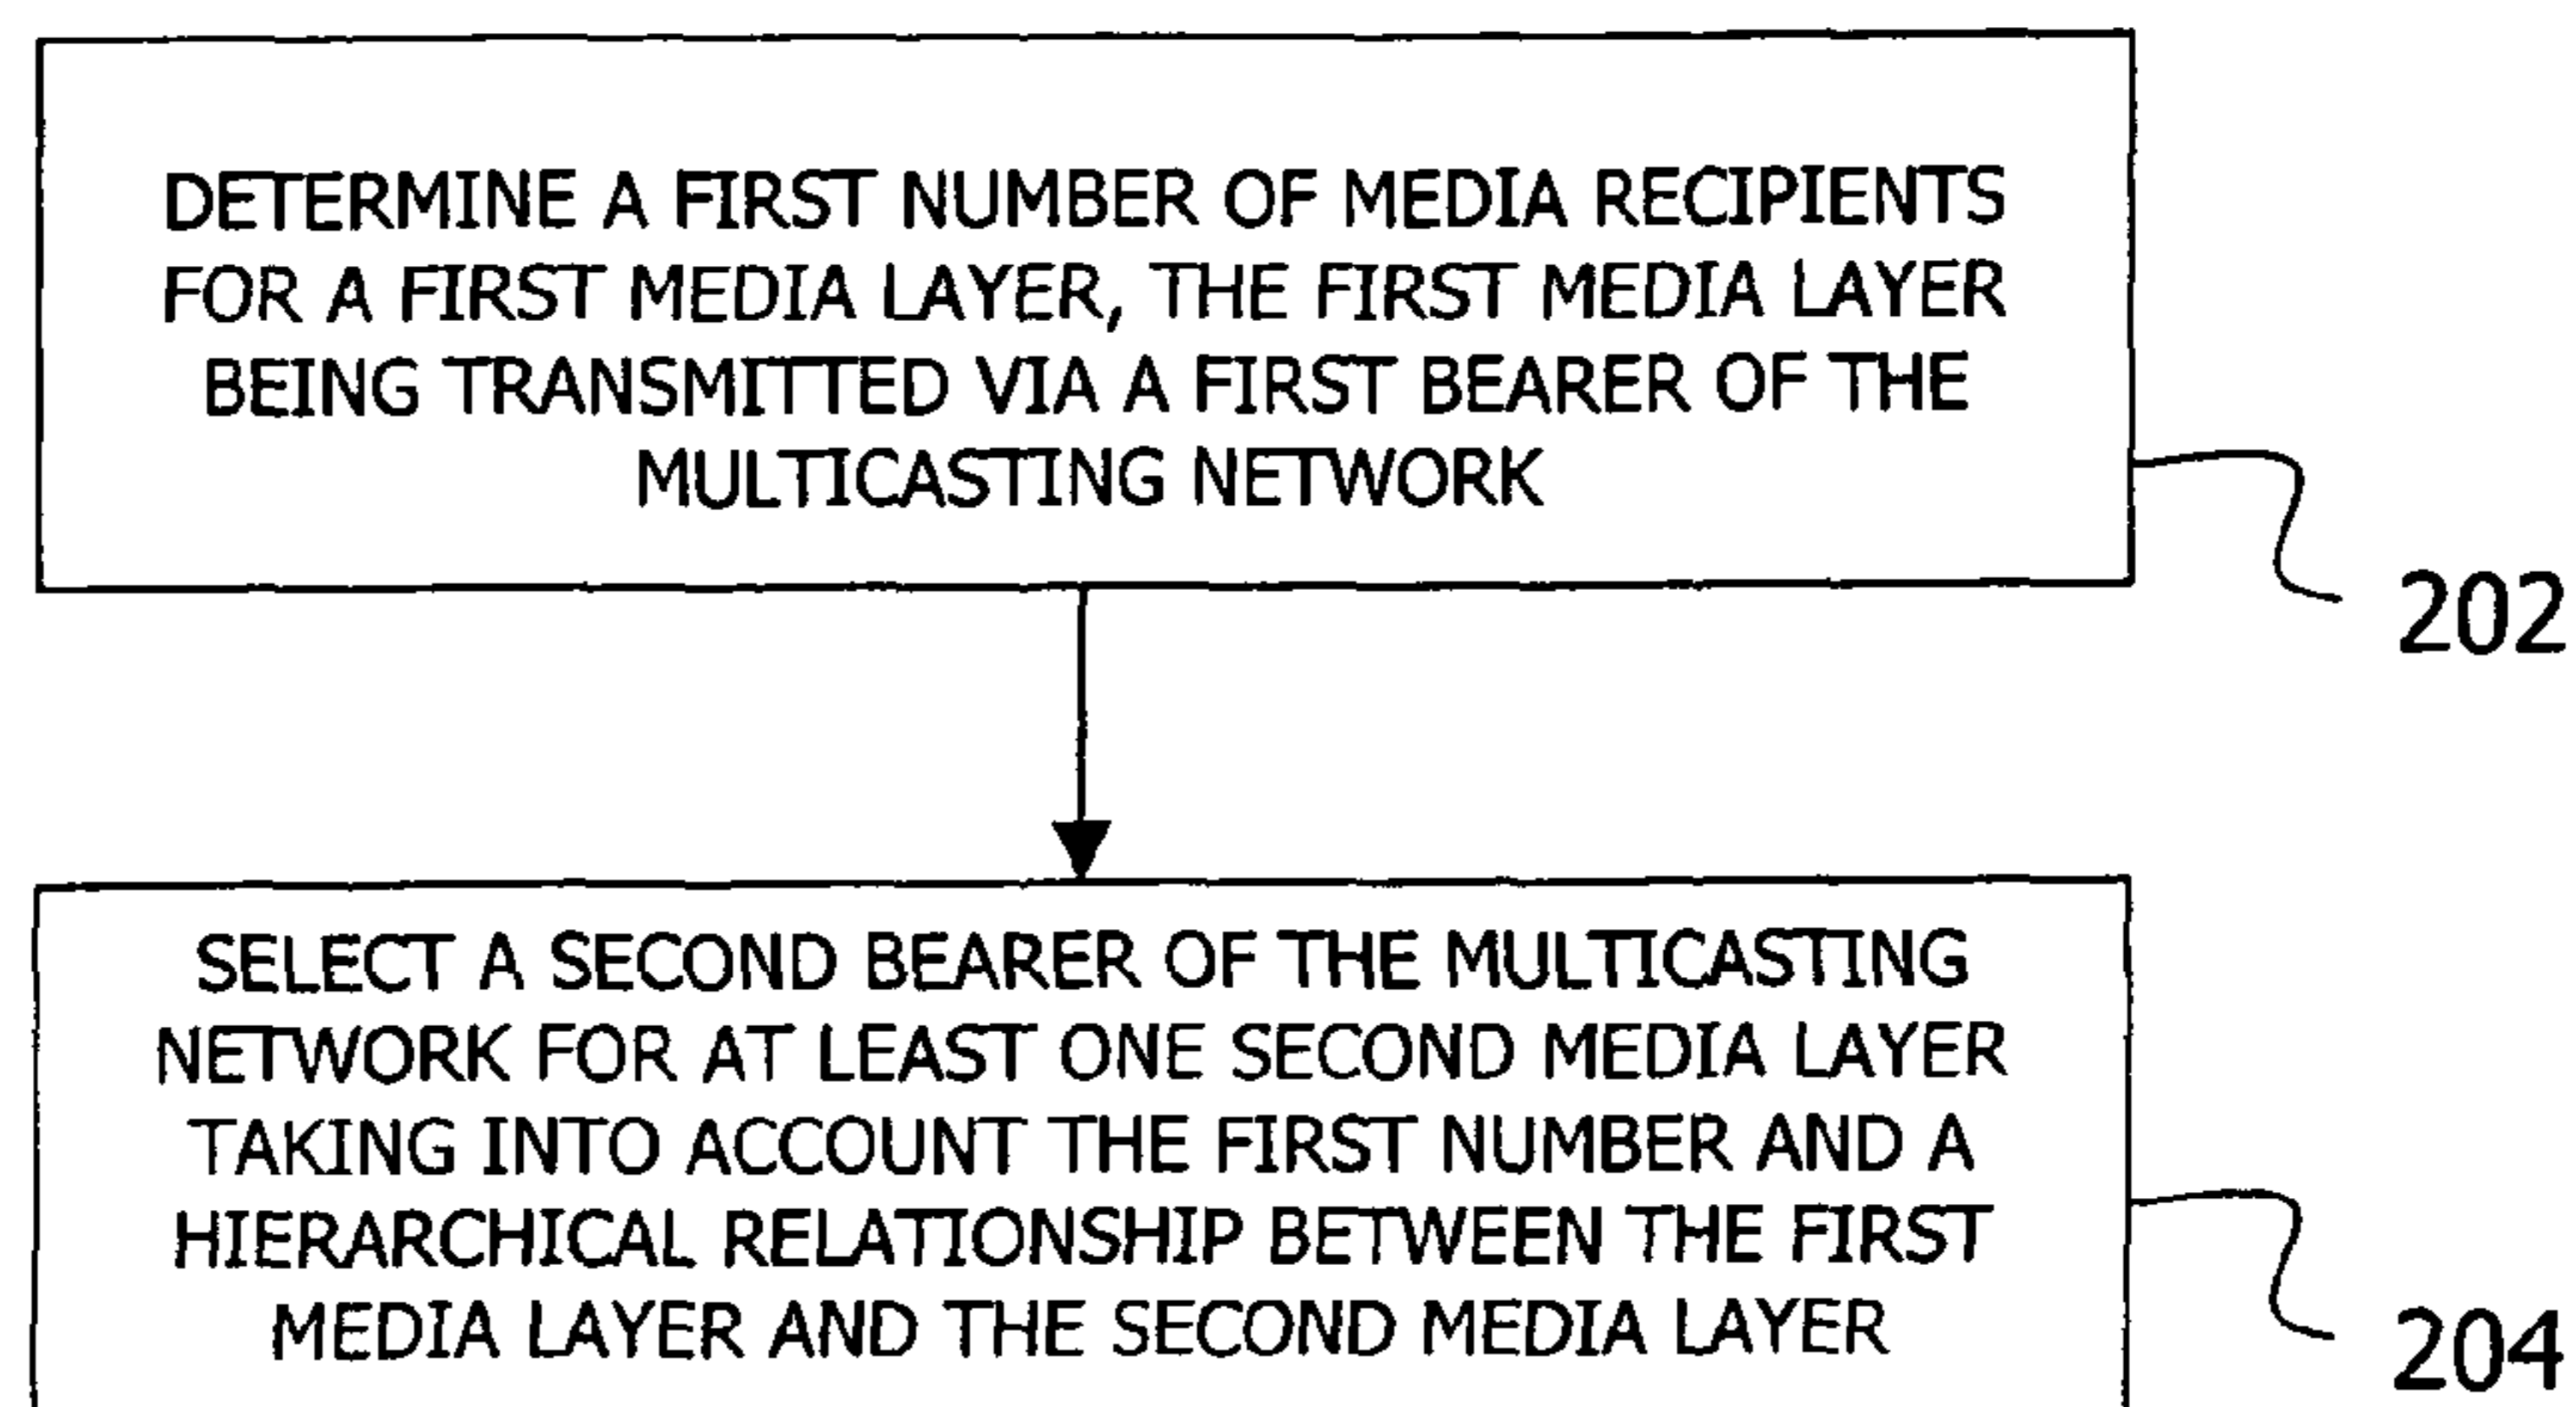 DETERMINE A FIRST NUMBER OF MEDIA RECIPIENTS
FOR A FIRST MEDIA LAYER, THE FIRST MEDIA LAYER
BEING TRANSMITTED VIA A FIRST BEARER OF THE
MULTICASTING NETWORK
202
SELECT A SECOND BEARER OF THE MULTICASTING
NETWORK FOR AT LEAST ONE SECOND MEDIA LAYER
TAKING INTO ACCOUNT THE FIRST NUMBER AND A
HIERARCHICAL RELATIONSHIP BETWEEN THE FIRST
MEDIA LAYER AND THE SECOND MEDIA LAYER
204